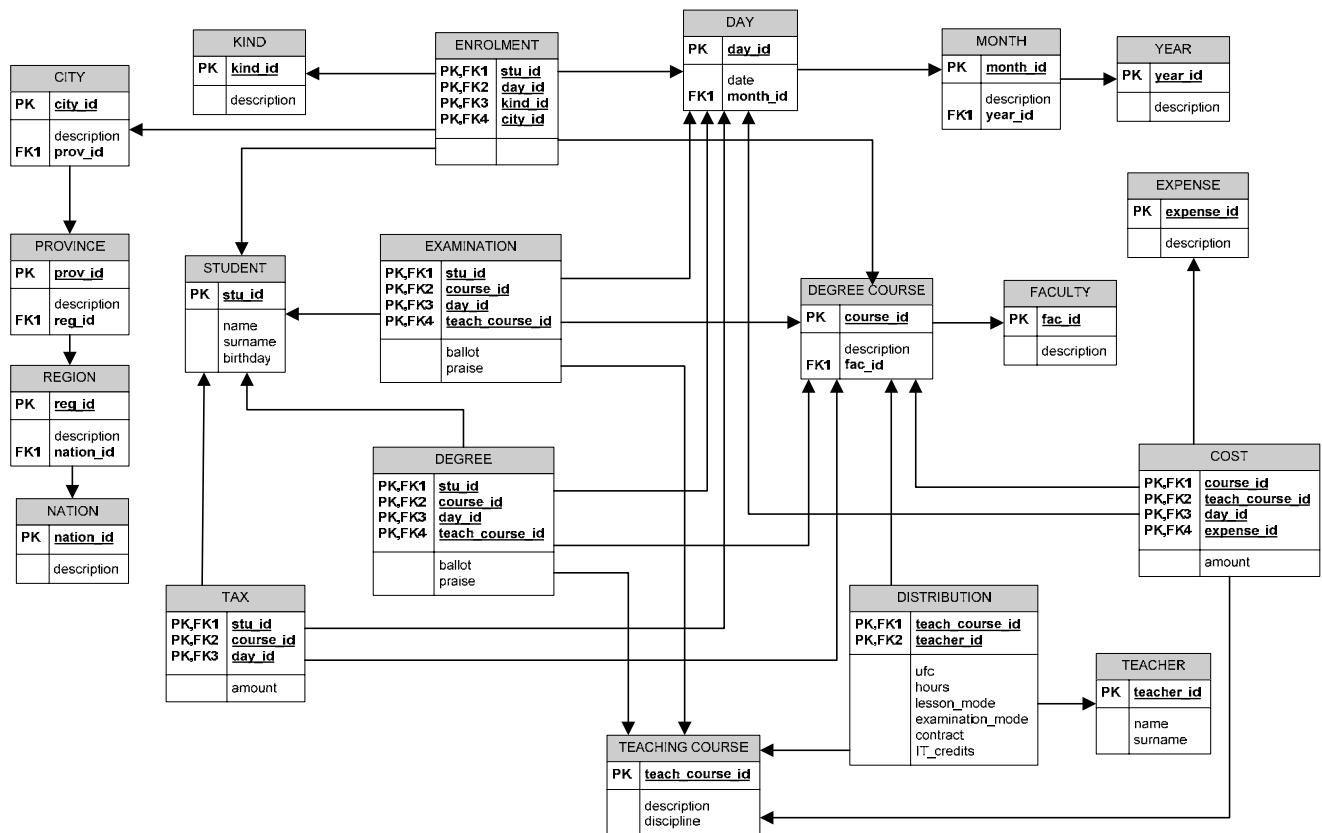 KIND
PK kind_id
description
ENROLMENT
PK,FK1 stu_id
PK,FK2 day_id
PK,FK3 kind_id
PK,FK4 city_id
DAY
PK day_id
date
FK1 month_id
MONTH
PK month_id
description
FK1 year_id
YEAR
PK year_id
description
CITY
PK city_id
description
FK1 prov_id
EXPENSE
PK expense_id
description
PROVINCE
PK prov_id
description
FK1 reg_id
STUDENT
PK stu_id
name
surname
birthday
EXAMINATION
PK,FK1 stu_id
PK,FK2 course_id
PK,FK3 day_id
PK,FK4 teach_course_id
ballot
praise
DEGREE COURSE
PK course_id
description
FK1 fac_id
FACULTY
PK fac_id
description
REGION
PK reg_id
description
FK1 nation_id
DEGREE
PK,FK1 stu_id
PK,FK2 course_id
PK,FK3 day_id
PK,FK4 teach_course_id
ballot
praise
COST
PK,FK1 course_id
PK,FK2 teach_course_id
PK,FK3 day_id
PK,FK4 expense_id
amount
NATION
PK nation_id
description
TAX
PK,FK1 stu_id
PK,FK2 course_id
PK,FK3 day_id
amount
DISTRIBUTION
PK,FK1 teach_course_id
PK,FK2 teacher_id
ufc
hours
lesson_mode
examination_mode
contract
IT_credits
TEACHER
PK teacher_id
name
surname
TEACHING COURSE
PK teach_course_id
description
discipline